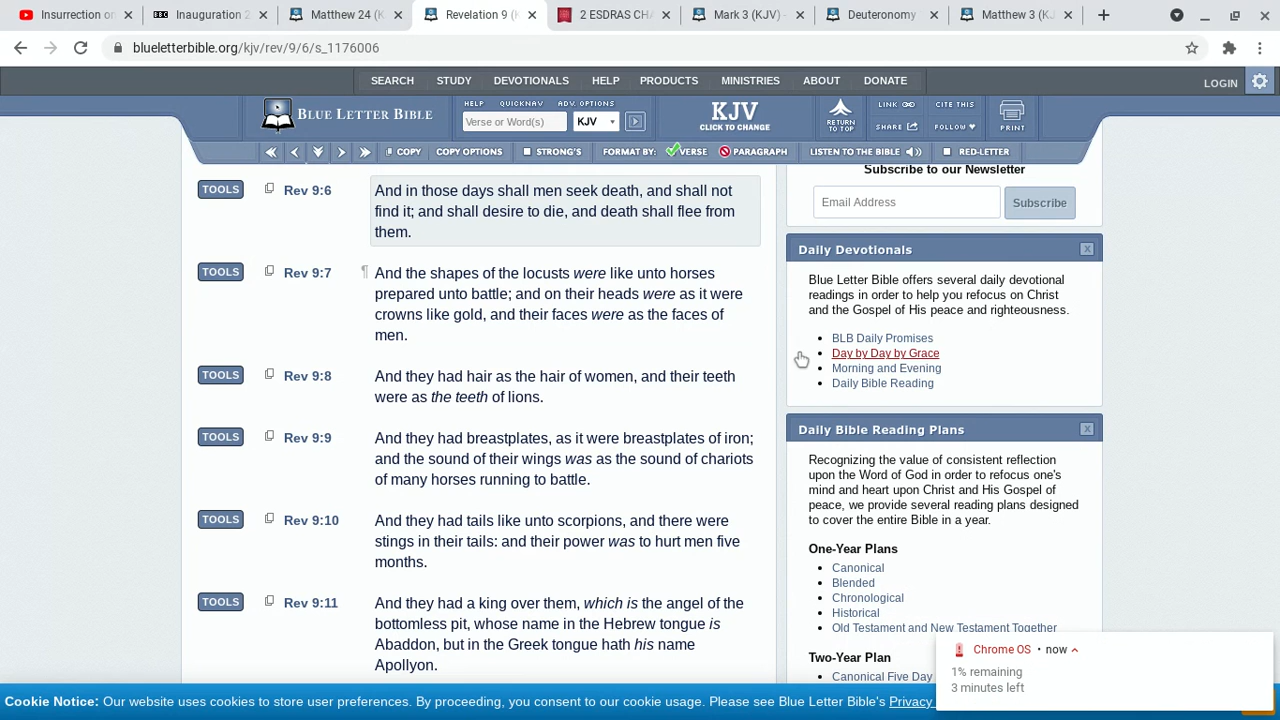 Insurrection on
BBC
Inauguration 2
Matthew 24 (K
Revelation 9 (K
2 ESDRAS CHA
Mark 3 (KJV) -
Deuteronomy
Matthew 3 (KJ
blueletterbible.org/kjv/rev/9/6/s_1176006
SEARCH STUDY DEVOTIONALS HELP PRODUCTS MINISTRIES ABOUT DONATE
LOGIN
BLUE LETTER BIBLE
HELP QUICKNAV ADV. OPTIONS
Verse or Word(s)
KJV
KJV
CLICK TO CHANGE
RETURN
TO TOP
LINK
CITE THIS
SHARE
FOLLOW
PRINT
COPY COPY OPTIONS STRONG'S FORMAT BY: VERSE PARAGRAPH LISTEN TO THE BIBLE RED-LETTER
TOOLS Rev 9:6 And in those days shall men seek death, and shall not
find it; and shall desire to die, and death shall flee from
them.
TOOLS Rev 9:7 ¶ And the shapes of the locusts were like unto horses
prepared unto battle; and on their heads were as it were
crowns like gold, and their faces were as the faces of
men.
TOOLS Rev 9:8 And they had hair as the hair of women, and their teeth
were as the teeth of lions.
TOOLS Rev 9:9 And they had breastplates, as it were breastplates of iron;
and the sound of their wings was as the sound of chariots
of many horses running to battle.
TOOLS Rev 9:10 And they had tails like unto scorpions, and there were
stings in their tails: and their power was to hurt men five
months.
TOOLS Rev 9:11 And they had a king over them, which is the angel of the
bottomless pit, whose name in the Hebrew tongue is
Abaddon, but in the Greek tongue hath his name
Apollyon.
Subscribe to our Newsletter
Email Address
Subscribe
Daily Devotionals
Blue Letter Bible offers several daily devotional
readings in order to help you refocus on Christ
and the Gospel of His peace and righteousness.
BLB Daily Promises
Day by Day by Grace
Morning and Evening
Daily Bible Reading
Daily Bible Reading Plans
Recognizing the value of consistent reflection
upon the Word of God in order to refocus one's
mind and heart upon Christ and His Gospel of
peace, we provide several reading plans designed
to cover the entire Bible in a year.
One-Year Plans
Canonical
Blended
Chronological
Historical
Old Testament and New Testament Together
Two-Year Plan
Canonical Five Day
Chrome OS • now
1% remaining
3 minutes left
Cookie Notice: Our website uses cookies to store user preferences. By proceeding, you consent to our cookie usage. Please see Blue Letter Bible's Privacy